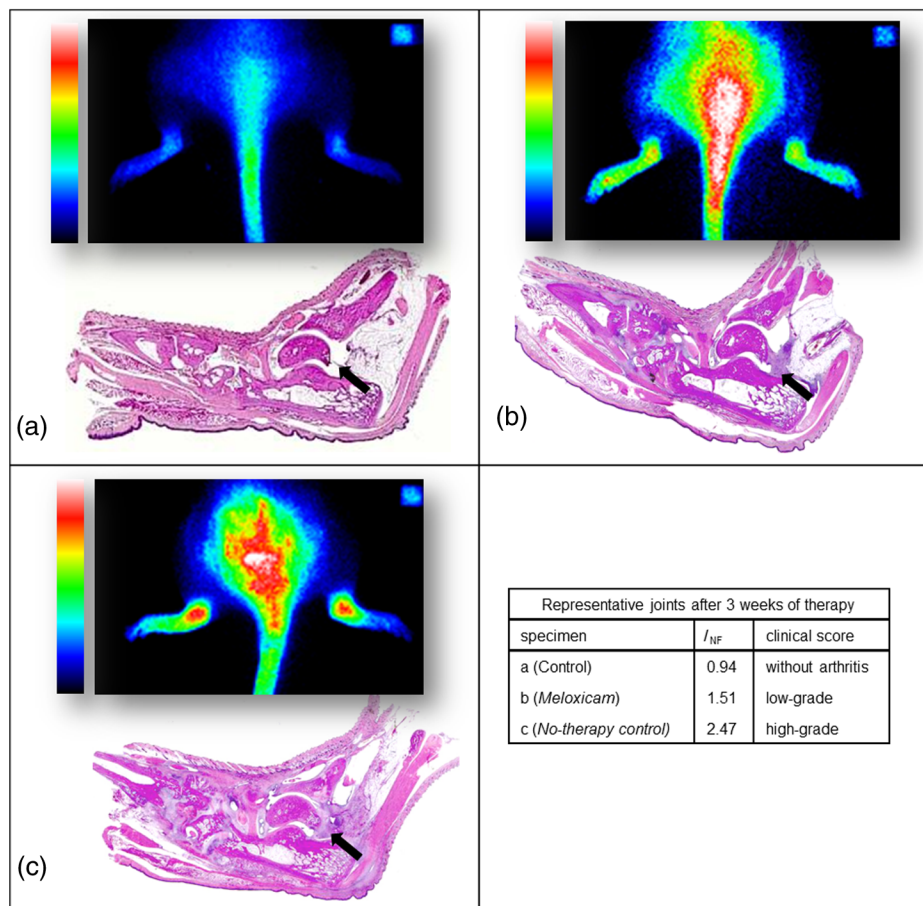 (a)
(b)
(c)
Representative joints after 3 weeks of therapy
specimen I_NF clinical score
a (Control) 0.94 without arthritis
b (Meloxicam) 1.51 low-grade
c (No-therapy control) 2.47 high-grade